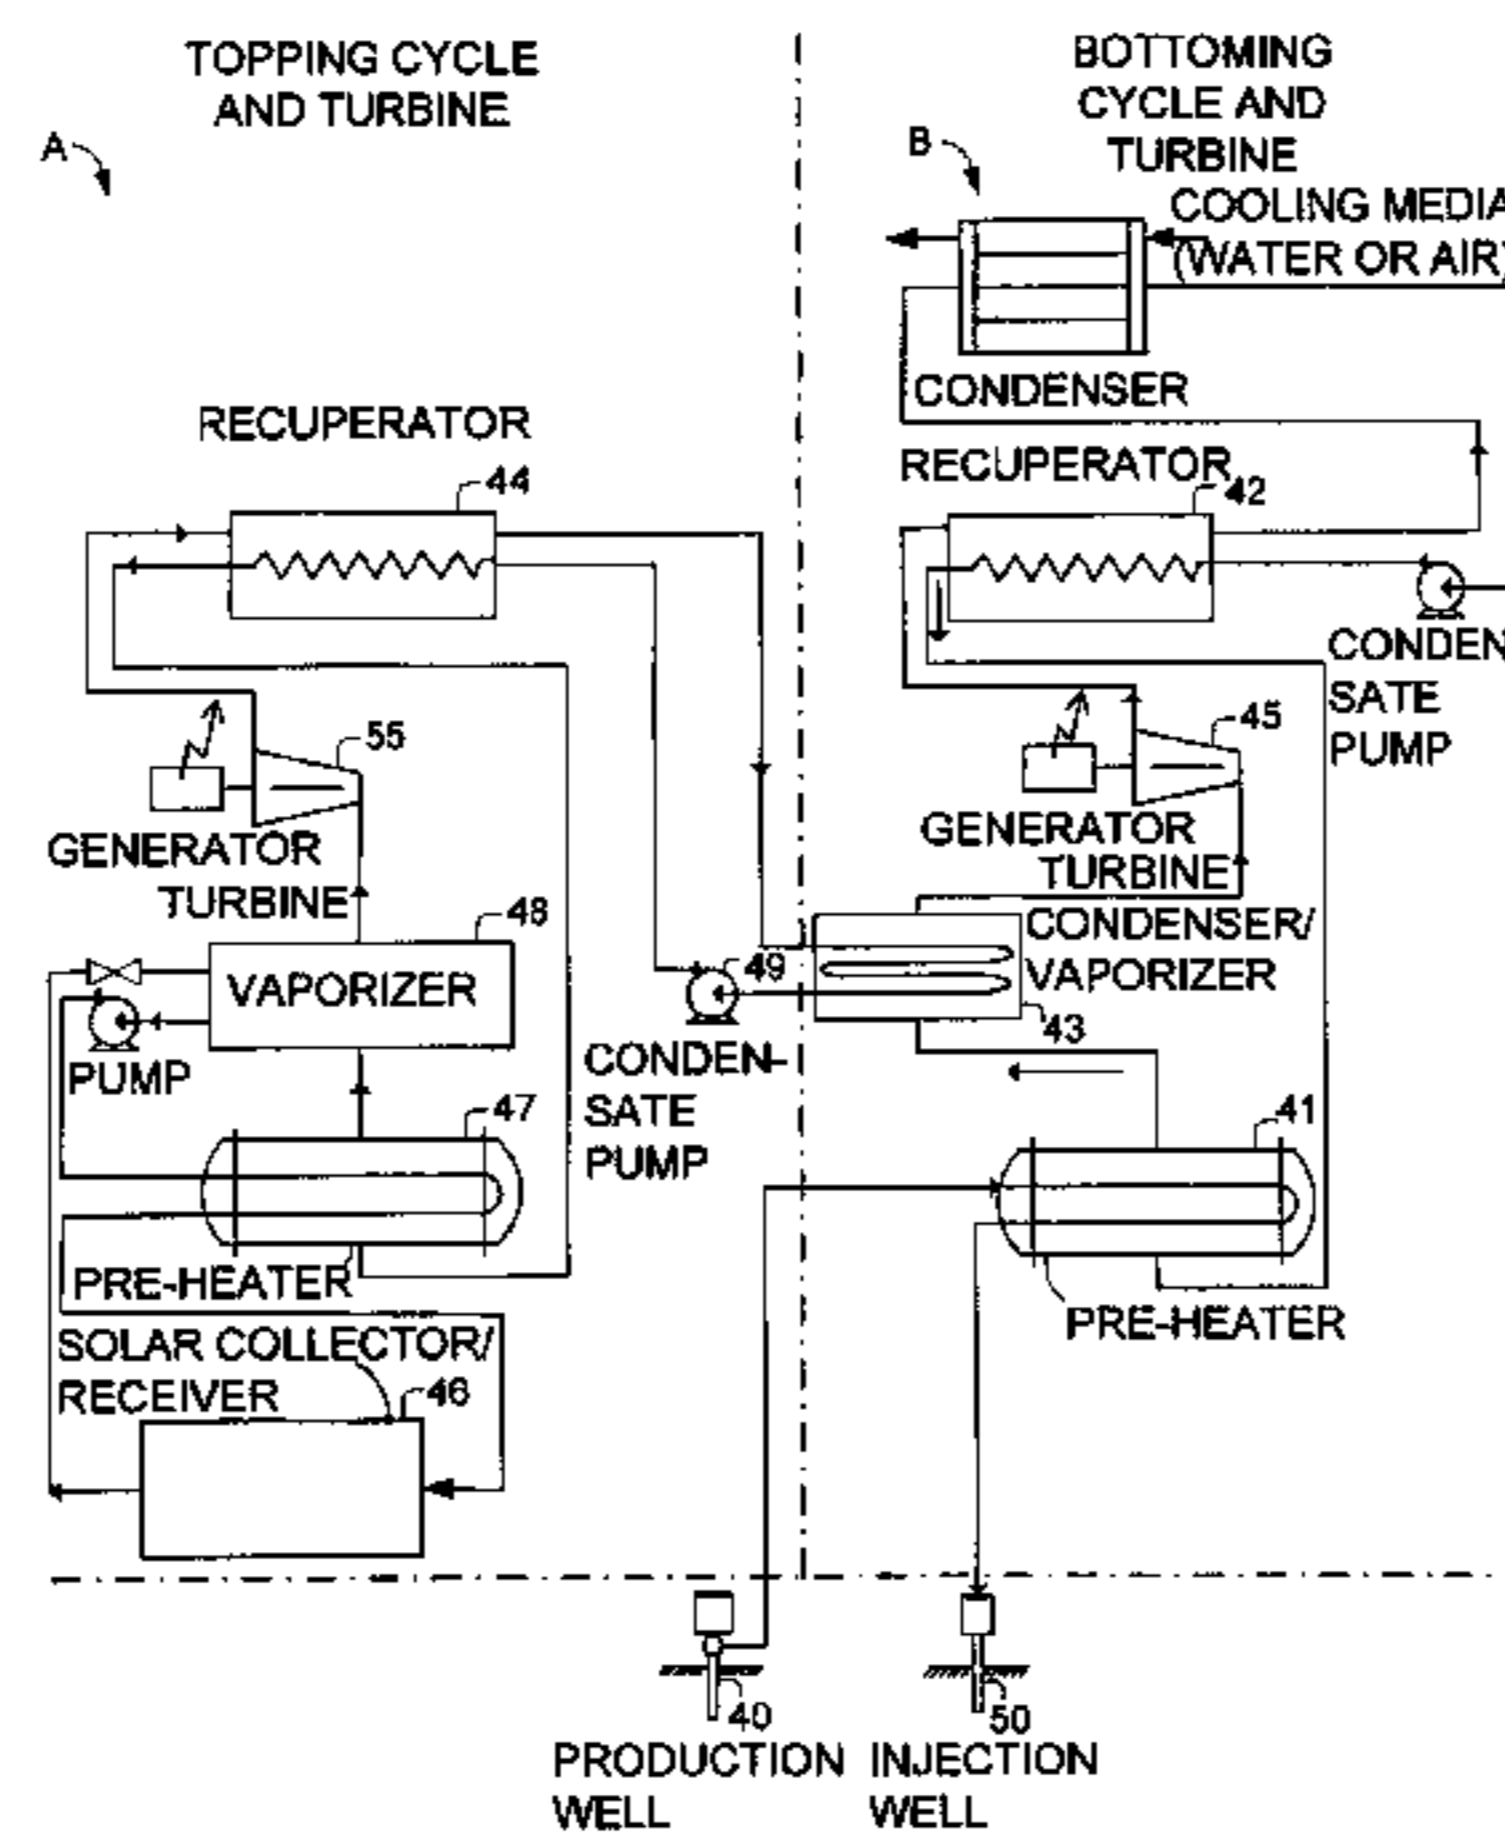 TOPPING CYCLE
AND TURBINE
A
BOTTOMING
CYCLE AND
TURBINE
B
COOLING MEDIA
(WATER OR AIR)
CONDENSER
RECUPERATOR
44
RECUPERATOR
42
CONDEN
SATE
PUMP
55
GENERATOR
TURBINE
45
GENERATOR
TURBINE
48
VAPORIZER
PUMP
49
CONDEN-
SATE
PUMP
CONDENSER/
VAPORIZER
43
47
PRE-HEATER
41
PRE-HEATER
SOLAR COLLECTOR/
RECEIVER
46
40
PRODUCTION
WELL
50
INJECTION
WELL